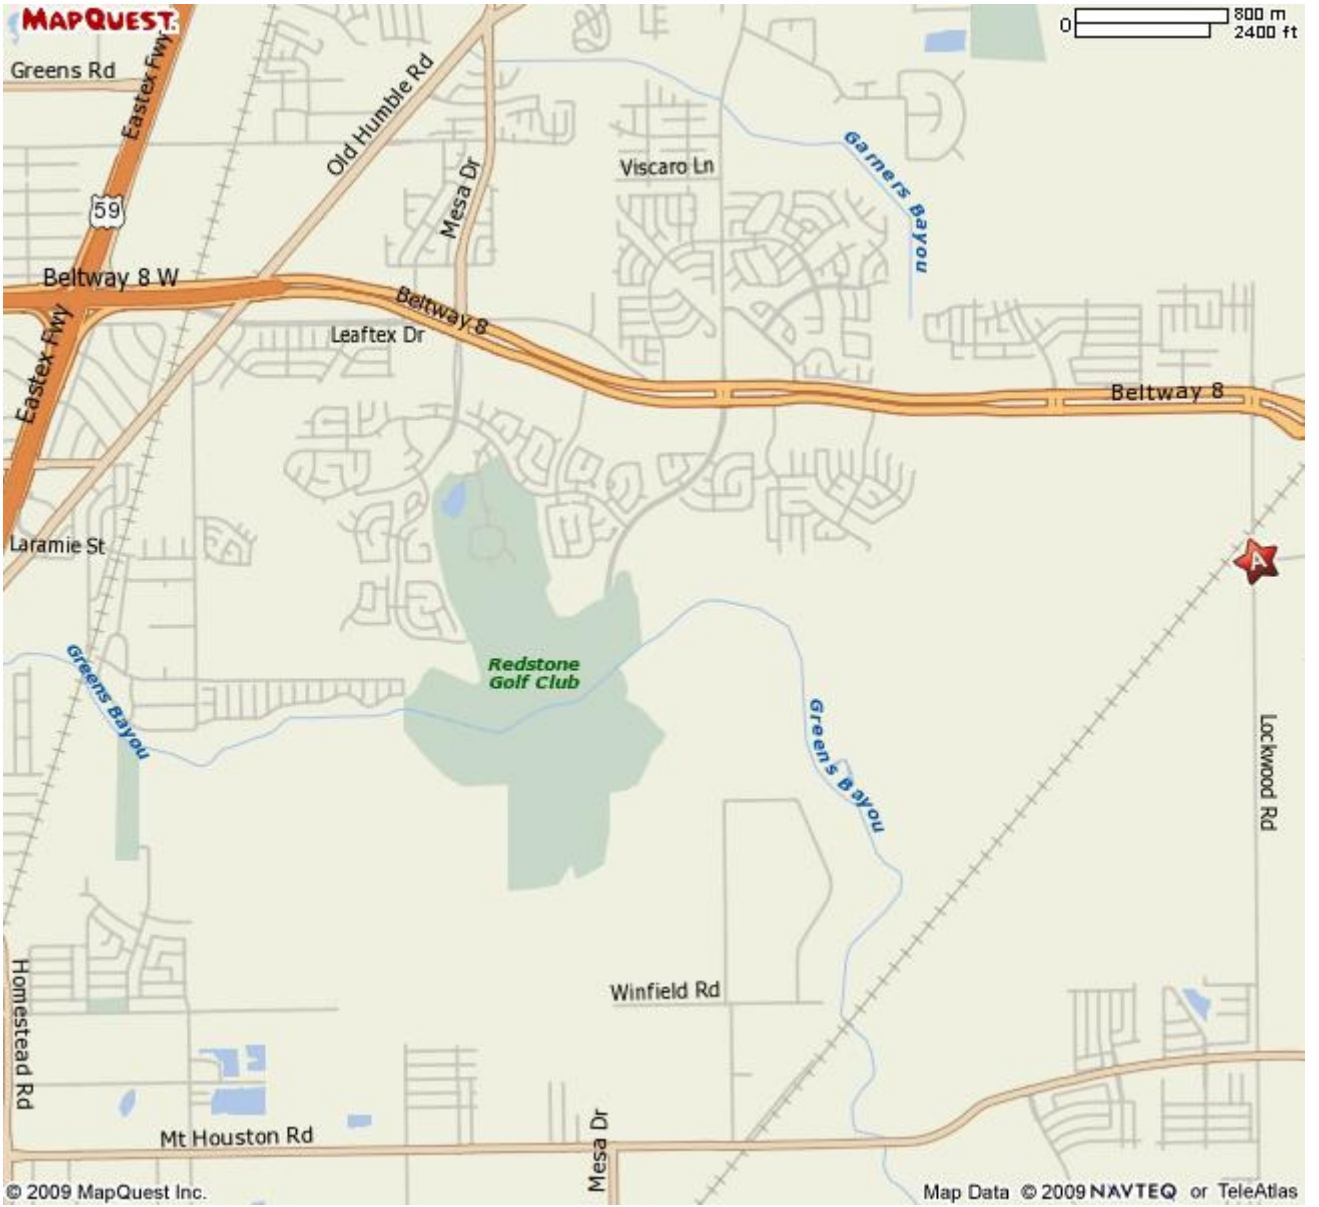 MAPQUEST.
0
800 m
2400 ft
Greens Rd
Eastex Fwy
Old Humble Rd
Garners Bayou
Viscaro Ln
Mesa Dr
59
Beltway 8 W
Beltway 8
Leaftex Dr
Eastex Fwy
Beltway 8
Laramie St
A
Greens Bayou
Redstone
Golf Club
Greens Bayou
Lockwood Rd
Homestead Rd
Winfield Rd
Mt Houston Rd
Mesa Dr
© 2009 MapQuest Inc.
Map Data © 2009 NAVTEQ or TeleAtlas